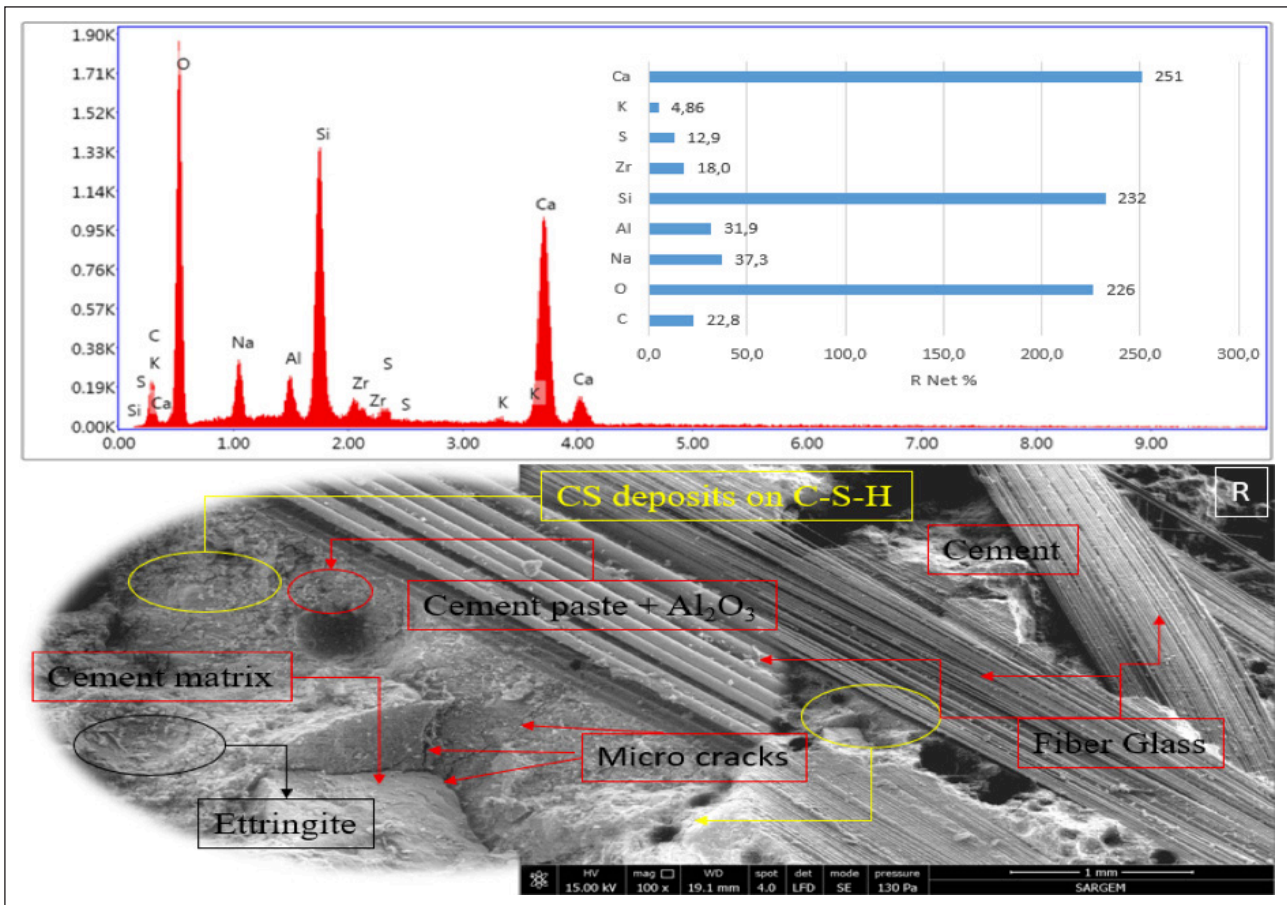 1.90K
1.71K
1.52K
1.33K
1.14K
0.95K
0.76K
0.57K
0.38K
0.19K
0.00K
0.00 1.00 2.00 3.00 4.00 5.00 6.00 7.00 8.00 9.00
O
Si
Ca
C
K
S
Si
Ca
Na
Al
Zr
Zr
S
S
K
K
Ca
Ca 251
K 4,86
S 12,9
Zr 18,0
Si 232
Al 31,9
Na 37,3
O 226
C 22,8
0,0 50,0 100,0 150,0 200,0 250,0 300,0
R Net %
CS deposits on C-S-H
R
Cement
Cement paste + Al₂O₃
Cement matrix
Micro cracks
Fiber Glass
Ettringite
HV mag WD spot det mode pressure
15.00 kV 100 x 19.1 mm 4.0 LFD SE 130 Pa
1 mm
SARGEM